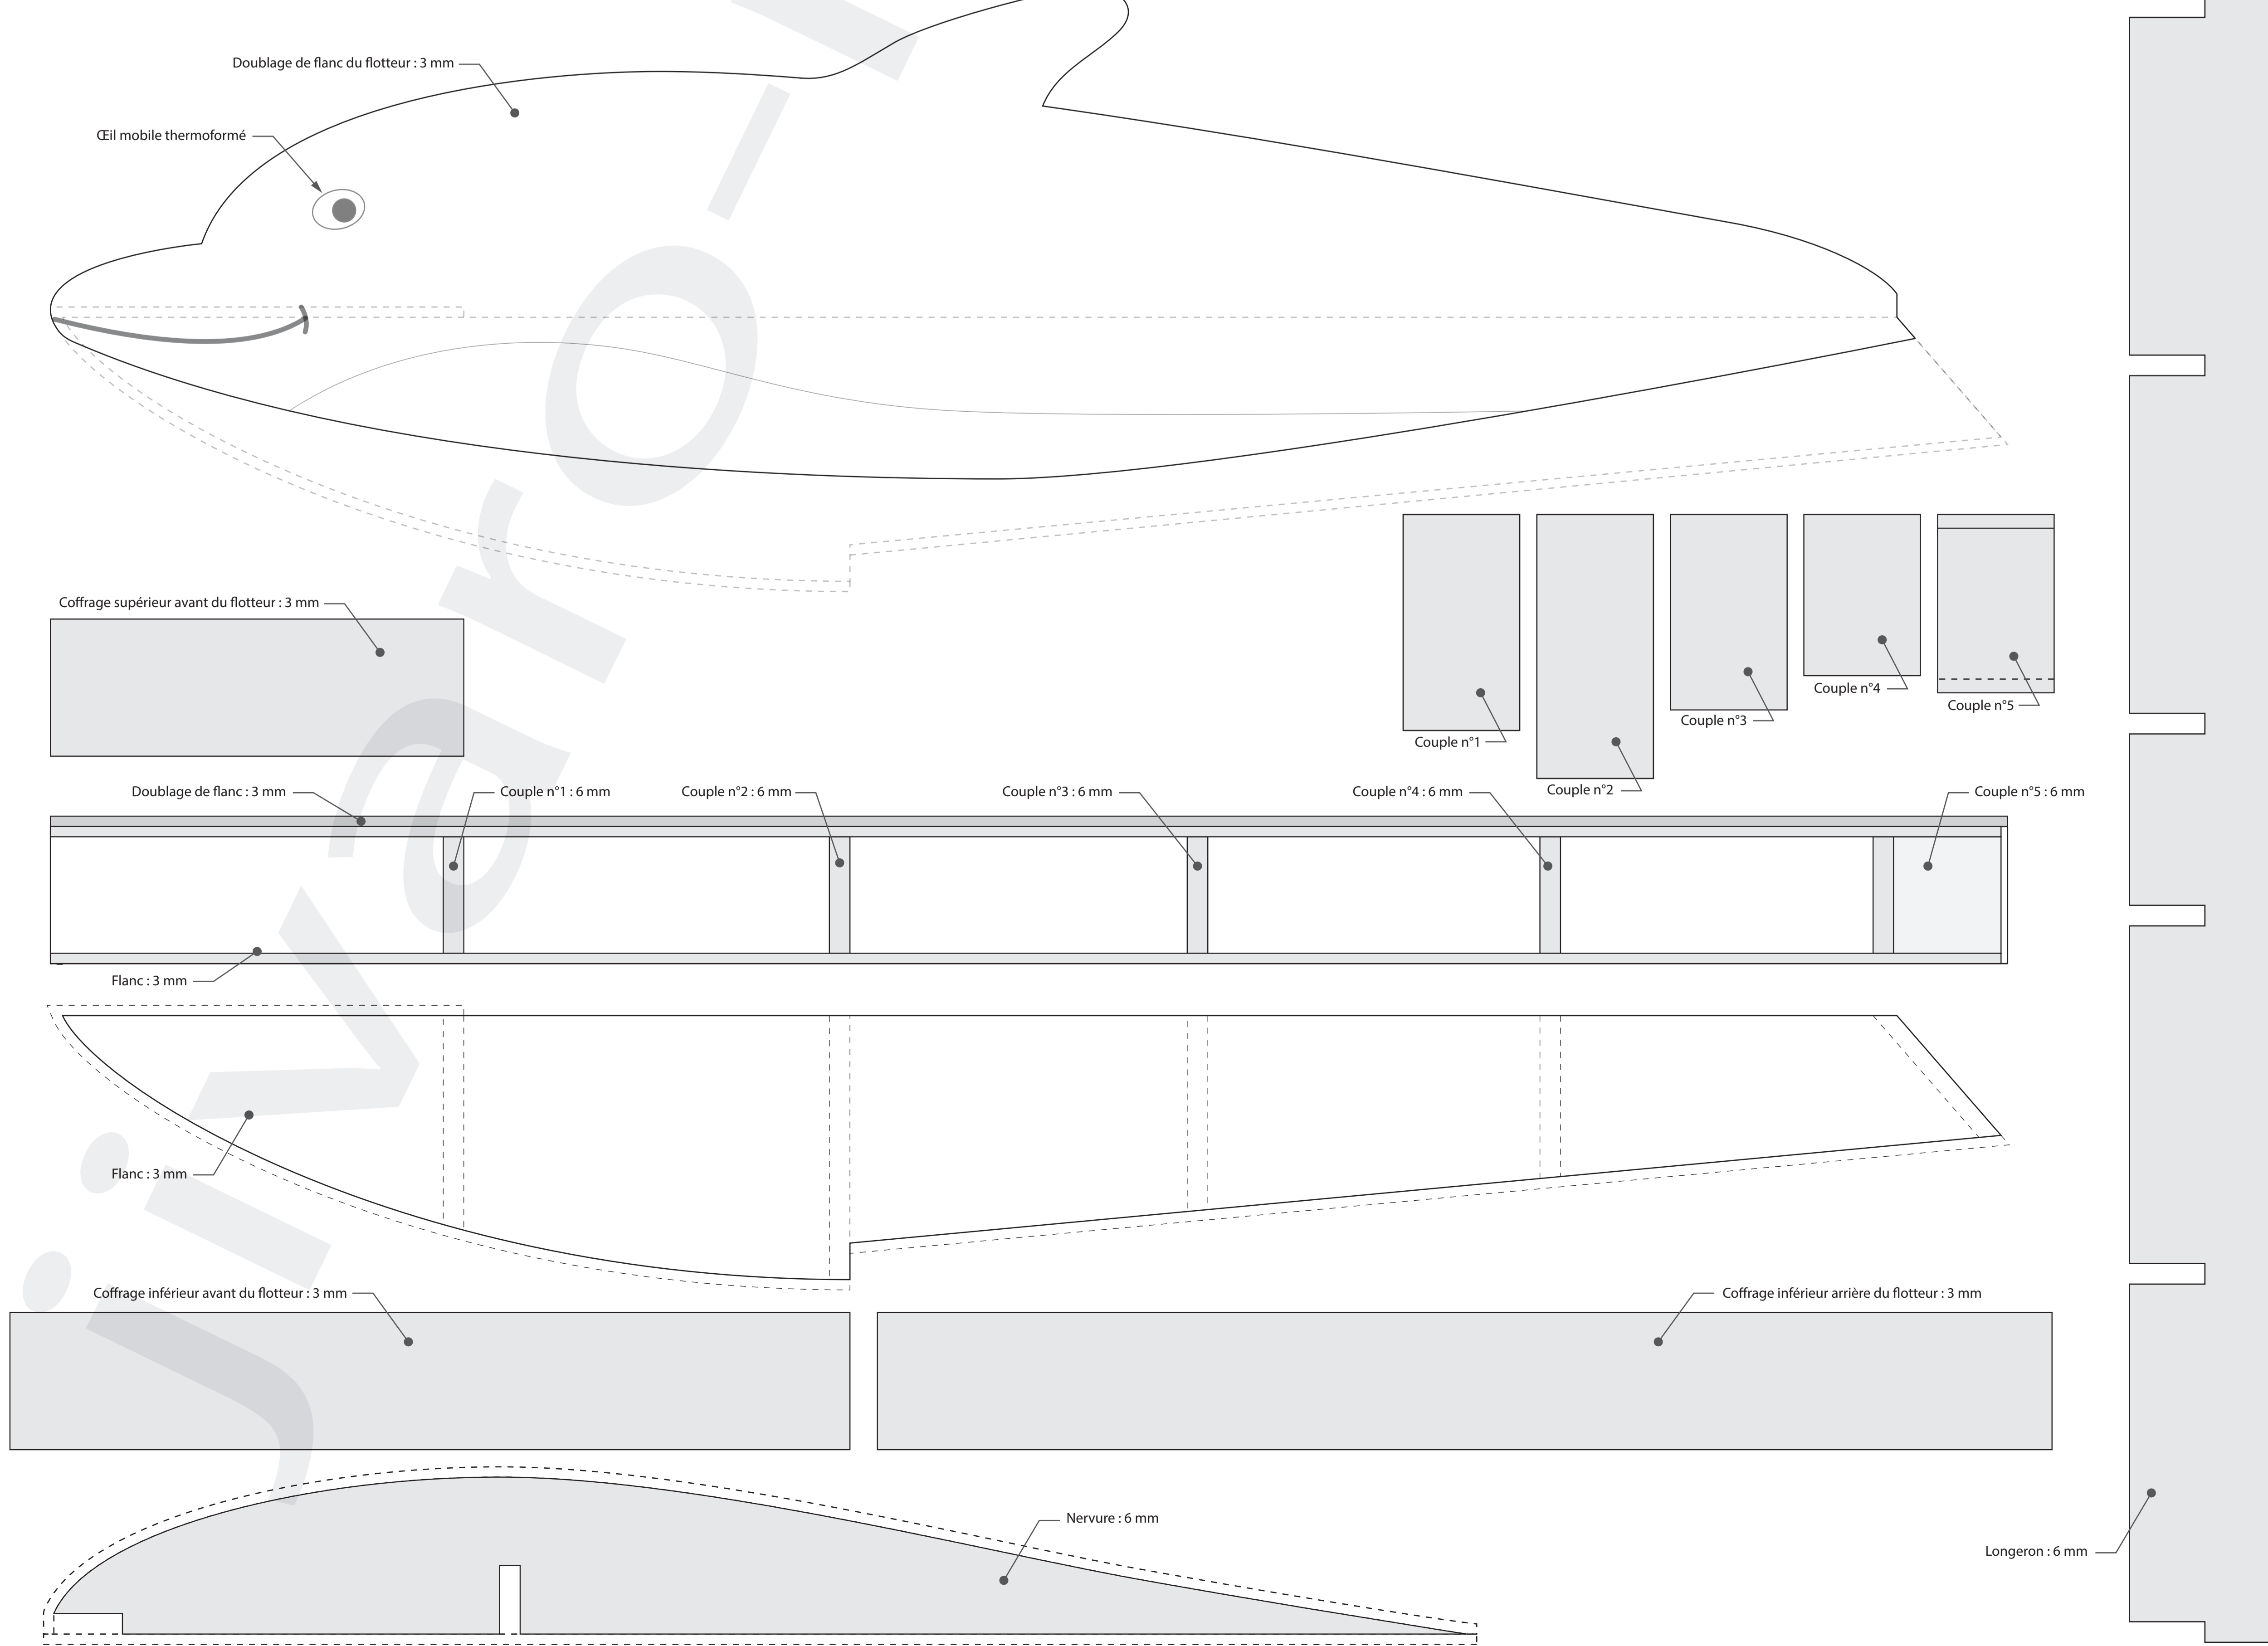 Doublage de flanc du flotteur : 3 mm
Œil mobile thermoformé
Coffrage supérieur avant du flotteur : 3 mm
Couple n°1
Couple n°2
Couple n°3
Couple n°4
Couple n°5
Doublage de flanc : 3 mm
Couple n°1 : 6 mm
Couple n°2 : 6 mm
Couple n°3 : 6 mm
Couple n°4 : 6 mm
Couple n°5 : 6 mm
Flanc : 3 mm
Flanc : 3 mm
Coffrage inférieur avant du flotteur : 3 mm
Coffrage inférieur arrière du flotteur : 3 mm
Nervure : 6 mm
Longeron : 6 mm
jivaro-